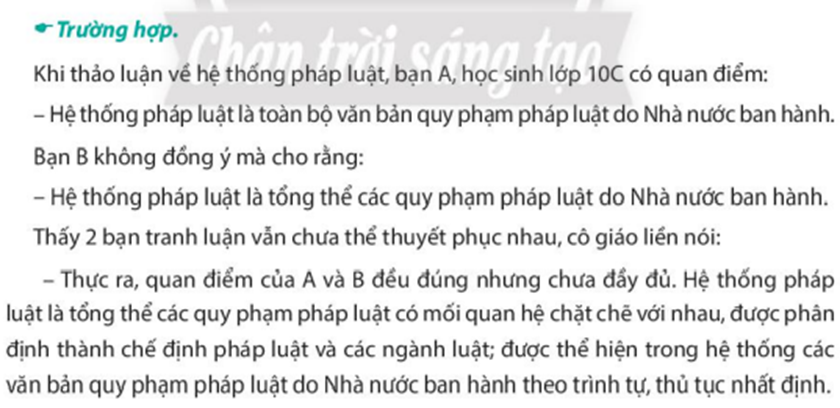 Trường hợp.
Chân trời sáng tạo
Khi thảo luận về hệ thống pháp luật, bạn A, học sinh lớp 10C có quan điểm:
– Hệ thống pháp luật là toàn bộ văn bản quy phạm pháp luật do Nhà nước ban hành.
Bạn B không đồng ý mà cho rằng:
– Hệ thống pháp luật là tổng thể các quy phạm pháp luật do Nhà nước ban hành.
Thấy 2 bạn tranh luận vẫn chưa thể thuyết phục nhau, cô giáo liền nói:
– Thực ra, quan điểm của A và B đều đúng nhưng chưa đầy đủ. Hệ thống pháp
luật là tổng thể các quy phạm pháp luật có mối quan hệ chặt chẽ với nhau, được phân
định thành chế định pháp luật và các ngành luật; được thể hiện trong hệ thống các
văn bản quy phạm pháp luật do Nhà nước ban hành theo trình tự, thủ tục nhất định.